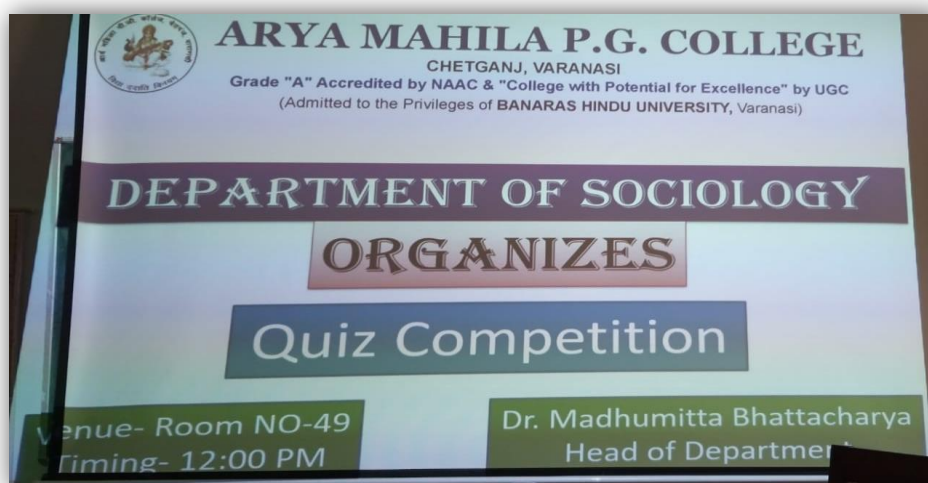 ARYA MAHILA P.G. COLLEGE
CHETGANJ, VARANASI
Grade "A" Accredited by NAAC & "College with Potential for Excellence" by UGC
(Admitted to the Privileges of BANARAS HINDU UNIVERSITY, Varanasi)
DEPARTMENT OF SOCIOLOGY
ORGANIZES
Quiz Competition
Venue- Room NO-49
Timing- 12:00 PM
Dr. Madhumitta Bhattacharya
Head of Department